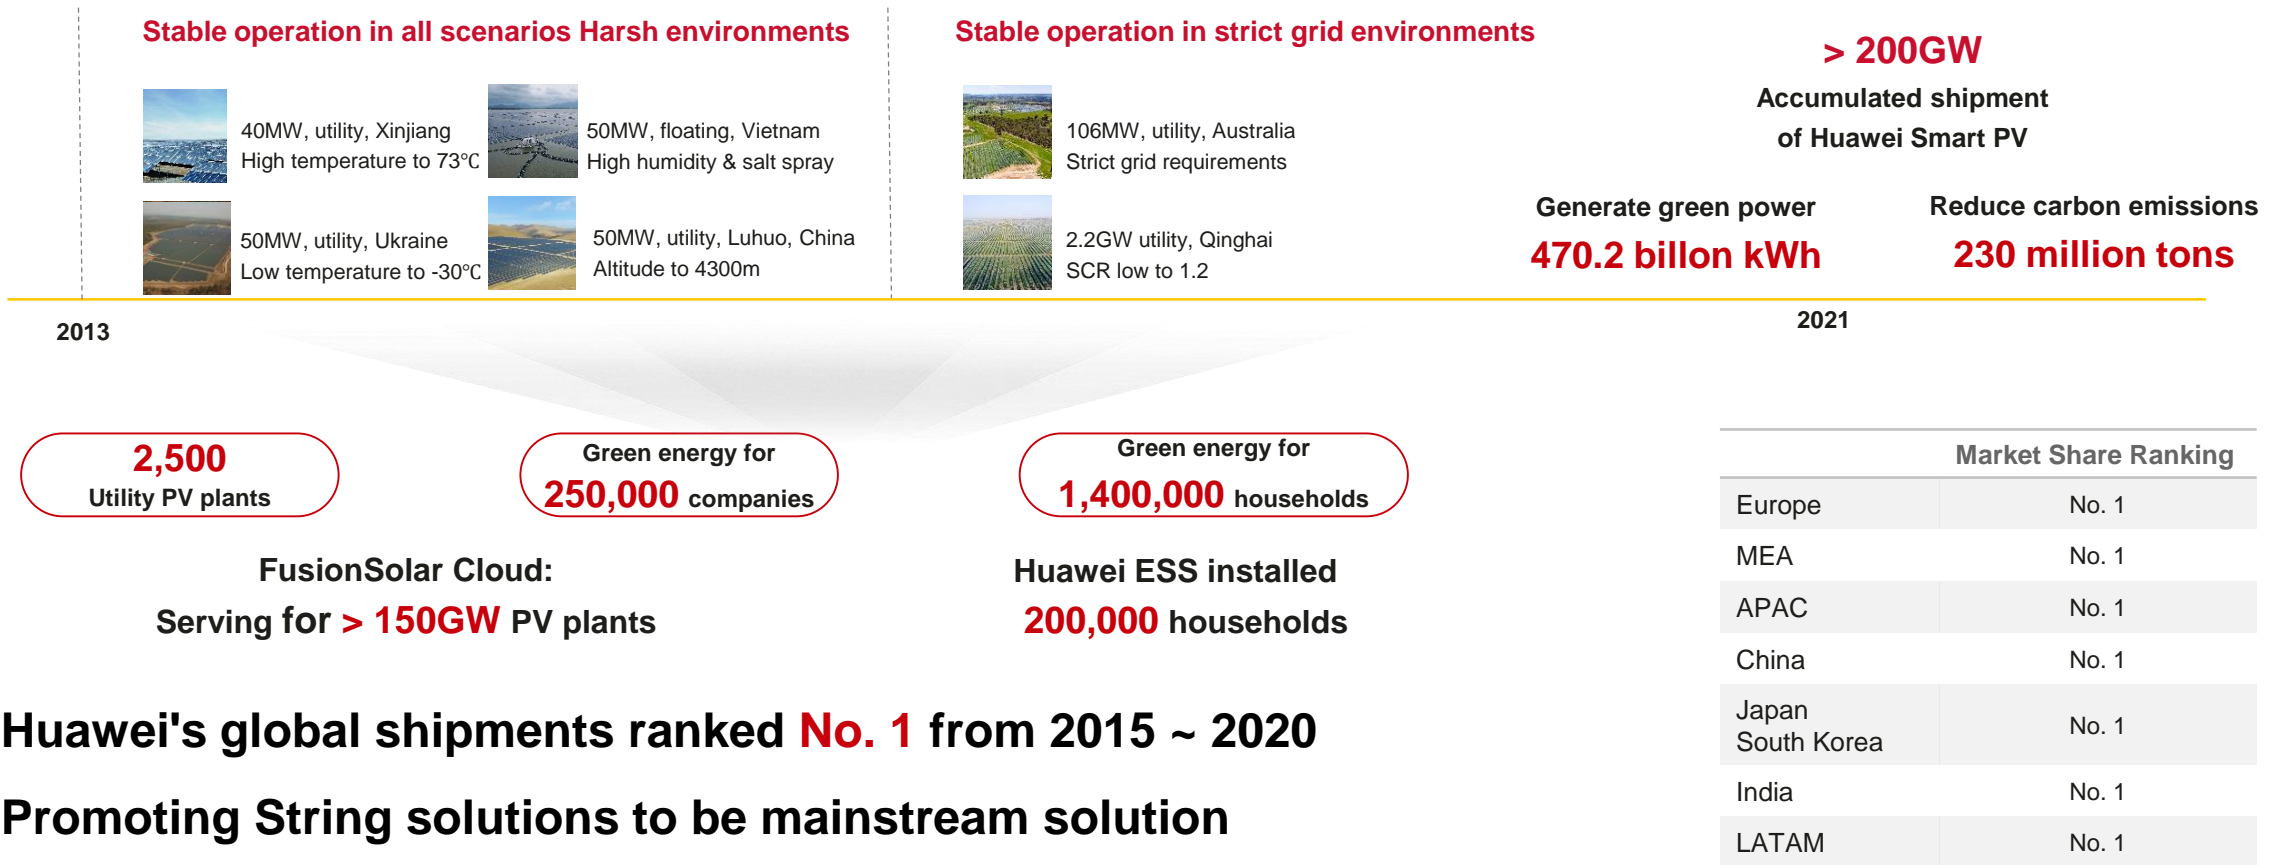 Stable operation in all scenarios Harsh environments
40MW, utility, Xinjiang
High temperature to 73℃
50MW, floating, Vietnam
High humidity & salt spray
50MW, utility, Ukraine
Low temperature to -30℃
50MW, utility, Luhuo, China
Altitude to 4300m
Stable operation in strict grid environments
106MW, utility, Australia
Strict grid requirements
2.2GW utility, Qinghai
SCR low to 1.2
> 200GW
Accumulated shipment
of Huawei Smart PV
Generate green power
470.2 billon kWh
Reduce carbon emissions
230 million tons
2013
2021
2,500
Utility PV plants
Green energy for
250,000 companies
Green energy for
1,400,000 households
FusionSolar Cloud:
Serving for > 150GW PV plants
Huawei ESS installed
200,000 households
Huawei's global shipments ranked No. 1 from 2015 ~ 2020
Promoting String solutions to be mainstream solution
Market Share Ranking
Europe No. 1
MEA No. 1
APAC No. 1
China No. 1
Japan
South Korea No. 1
India No. 1
LATAM No. 1